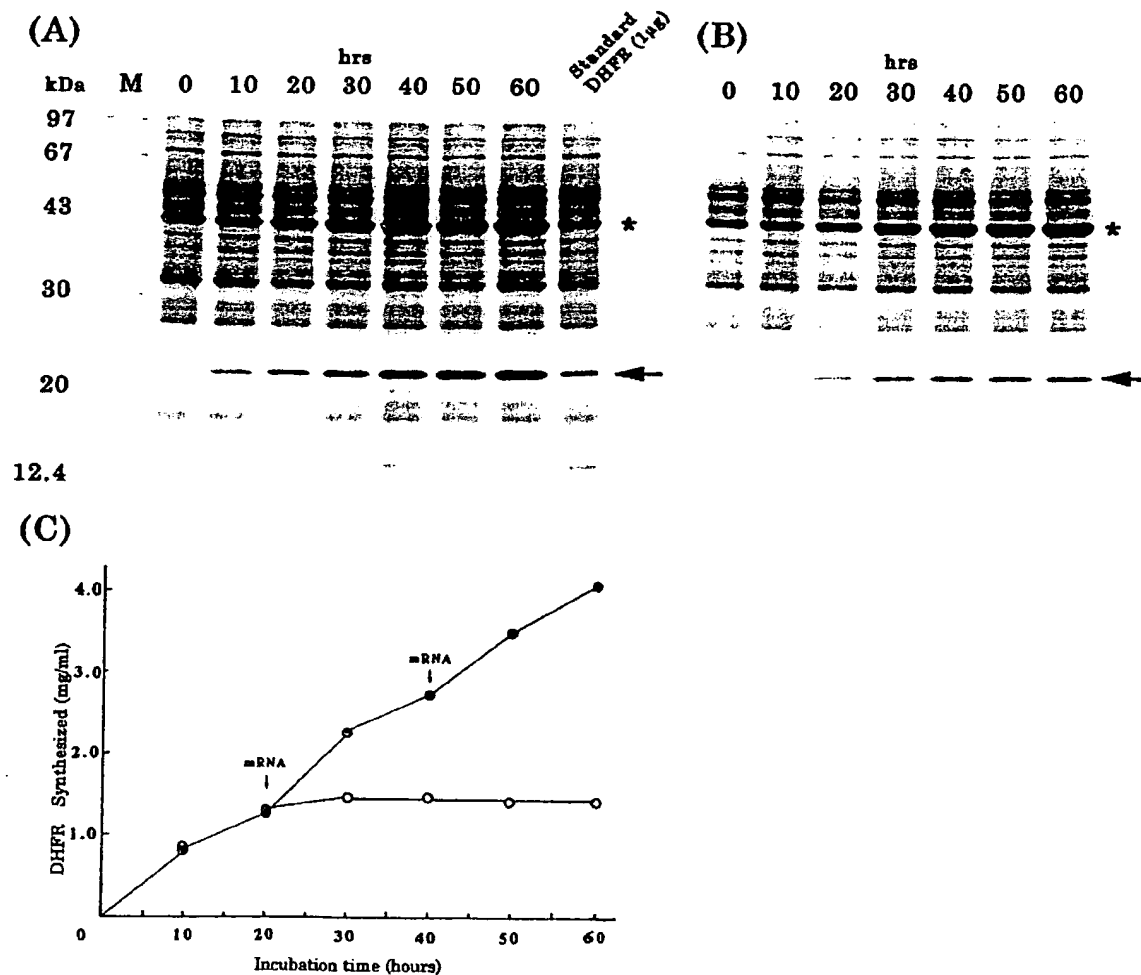 (A)
hrs
Standard
DHFE (1µg)
kDa M 0 10 20 30 40 50 60
97
67
43
*
30
20
12.4
(B)
hrs
0 10 20 30 40 50 60
*
(C)
DHFR Synthesized (mg/ml)
4.0
3.0
2.0
1.0
0
mRNA
mRNA
10 20 30 40 50 60
Incubation time (hours)